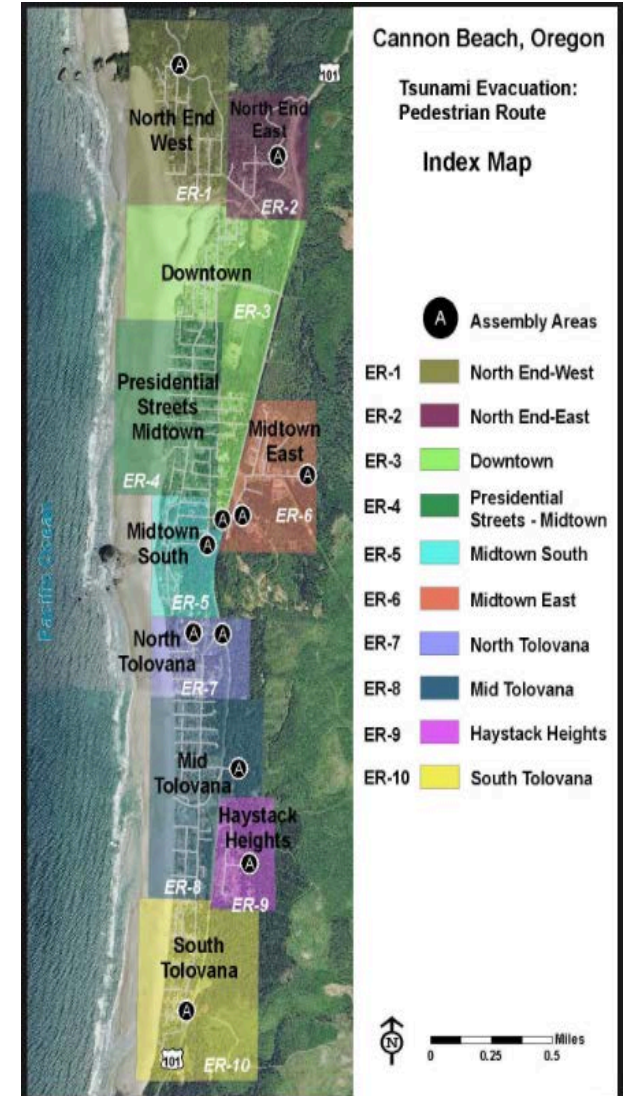 Cannon Beach, Oregon
Tsunami Evacuation:
Pedestrian Route
Index Map
A Assembly Areas
ER-1 North End-West
ER-2 North End-East
ER-3 Downtown
ER-4 Presidential
Streets - Midtown
ER-5 Midtown South
ER-6 Midtown East
ER-7 North Tolovana
ER-8 Mid Tolovana
ER-9 Haystack Heights
ER-10 South Tolovana
N
Miles
0 0.25 0.5
A
101
North End
West
ER-1
North End
East
A
ER-2
Downtown
ER-3
Presidential
Streets
Midtown
ER-4
Midtown
East
A
ER-6
A A
Midtown
South
A
ER-5
Pacific Ocean
A A
North
Tolovana
ER-7
Mid
Tolovana
A
ER-8
Haystack
Heights
A
ER-9
South
Tolovana
A
101
ER-10